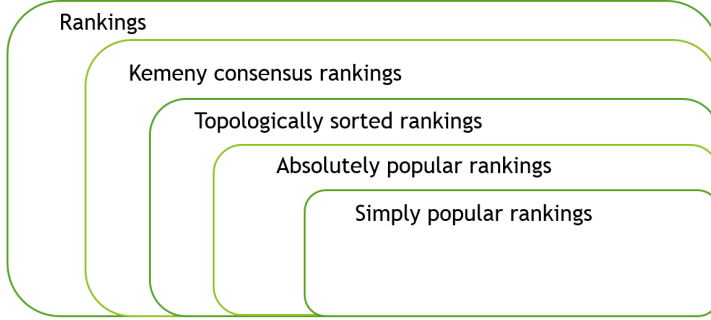 Rankings
Kemeny consensus rankings
Topologically sorted rankings
Absolutely popular rankings
Simply popular rankings